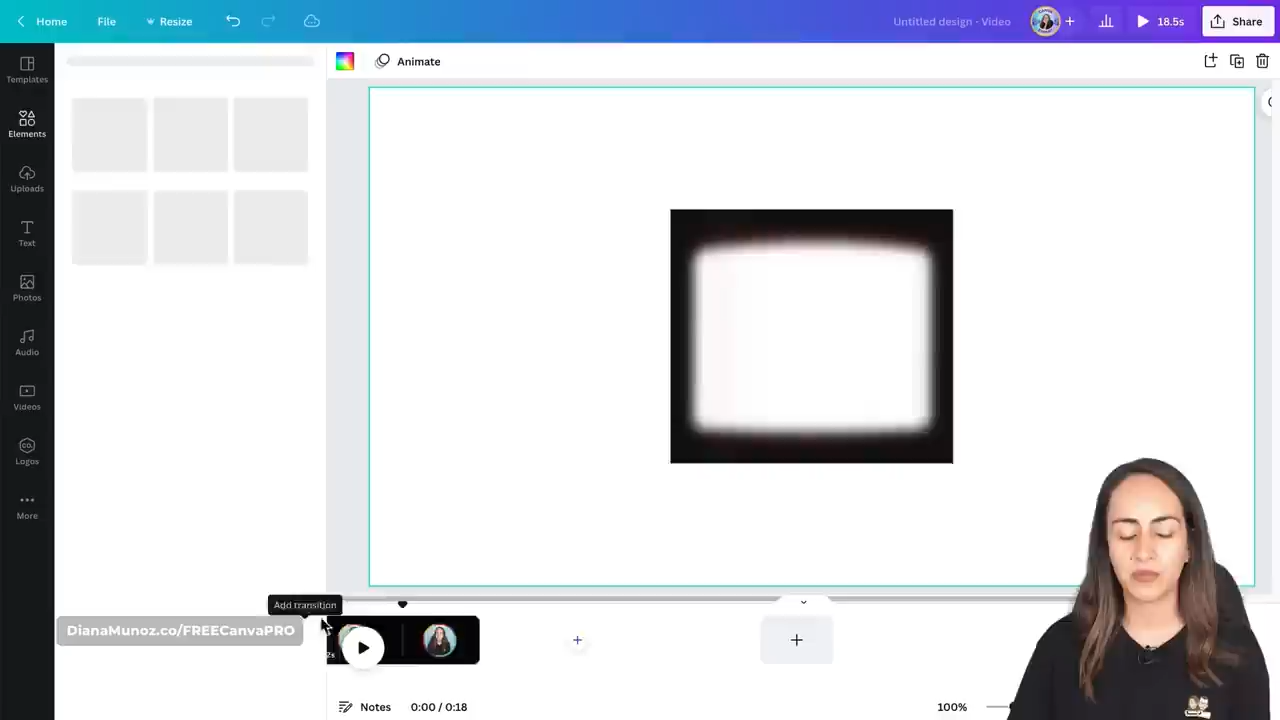 Home
File
Resize
Untitled design - Video
18.5s
Share
Templates
Elements
Uploads
Text
Photos
Audio
Videos
CO.
Logos
More
Animate
Add transition
DianaMunoz.co/FREECanvaPRO
Notes
0:00 / 0:18
100%